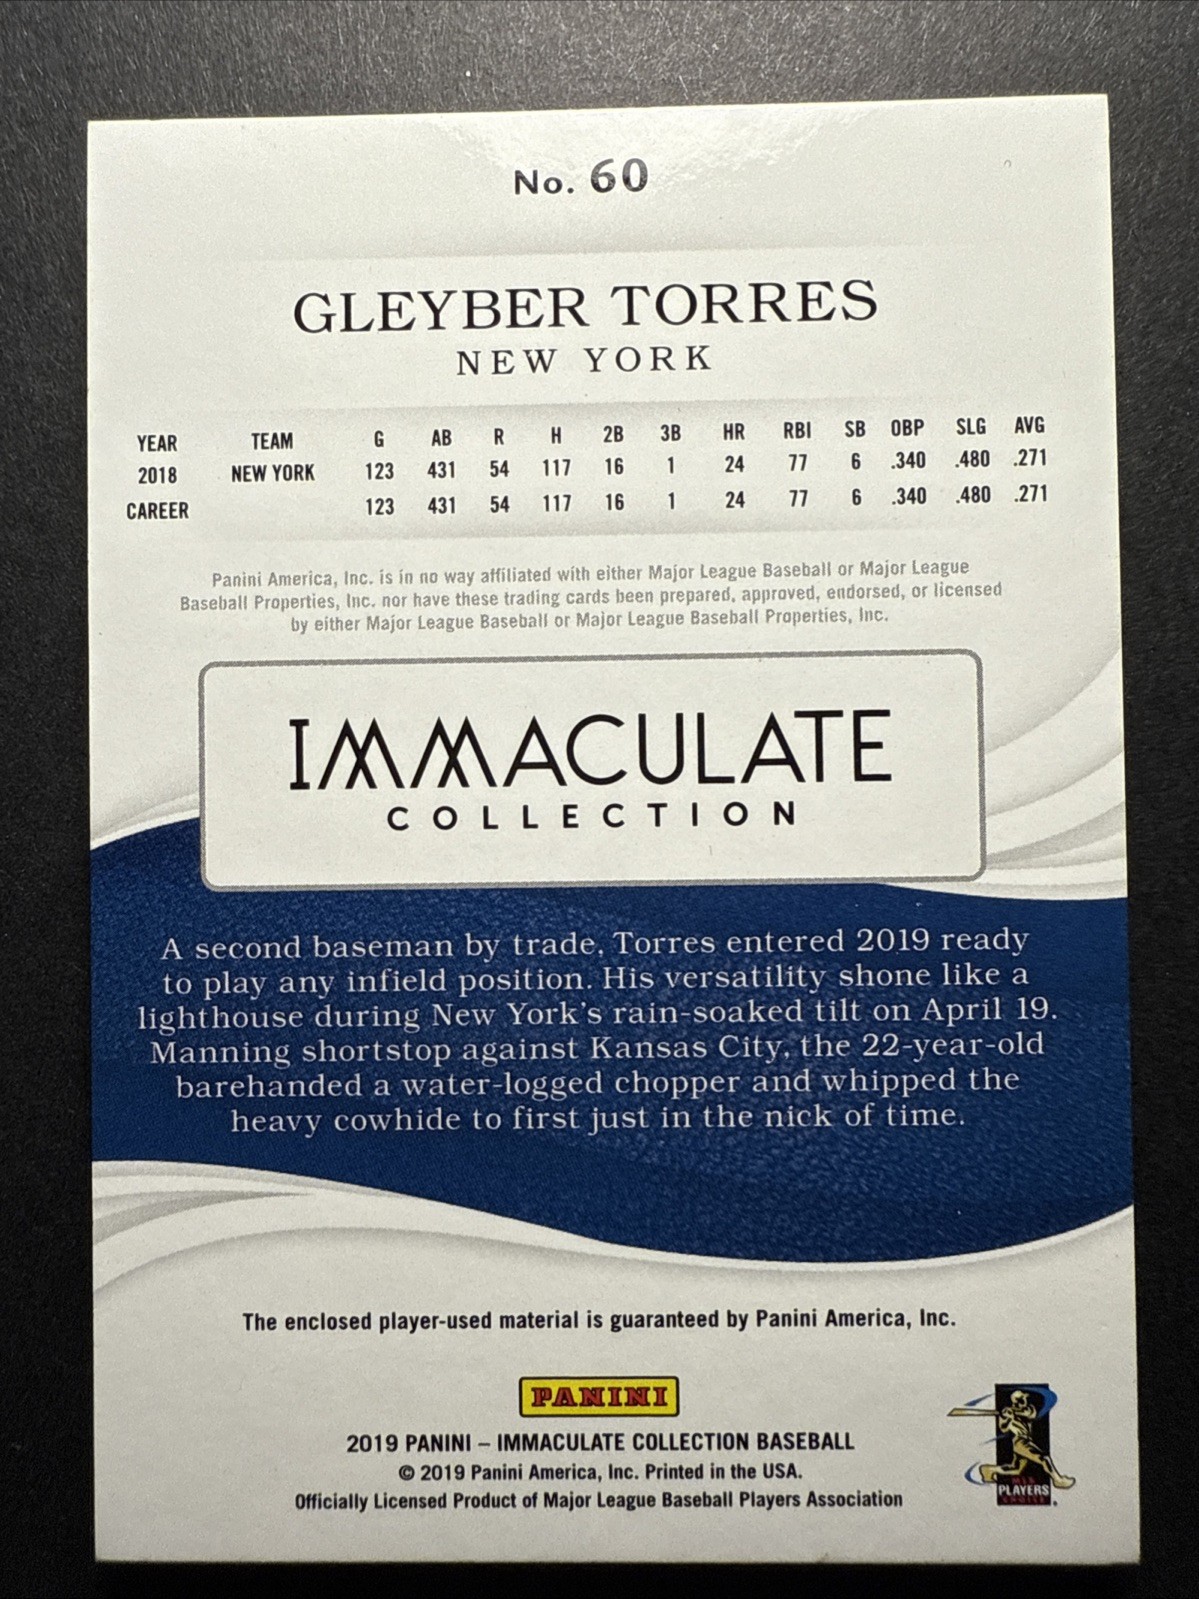 No. 60
GLEYBER TORRES
NEW YORK
YEAR TEAM G AB R H 2B 3B HR RBI SB OBP SLG AVG
2018 NEW YORK 123 431 54 117 16 1 24 77 6 .340 .480 .271
CAREER 123 431 54 117 16 1 24 77 6 .340 .480 .271
Panini America, Inc. is in no way affiliated with either Major League Baseball or Major League
Baseball Properties, Inc. nor have these trading cards been prepared, approved, endorsed, or licensed
by either Major League Baseball or Major League Baseball Properties, Inc.
IMMACULATE
COLLECTION
A second baseman by trade, Torres entered 2019 ready
to play any infield position. His versatility shone like a
lighthouse during New York's rain-soaked tilt on April 19.
Manning shortstop against Kansas City, the 22-year-old
barehanded a water-logged chopper and whipped the
heavy cowhide to first just in the nick of time.
The enclosed player-used material is guaranteed by Panini America, Inc.
PANINI
2019 PANINI – IMMACULATE COLLECTION BASEBALL
© 2019 Panini America, Inc. Printed in the USA.
Officially Licensed Product of Major League Baseball Players Association
MLB
PLAYERS
CHOICE